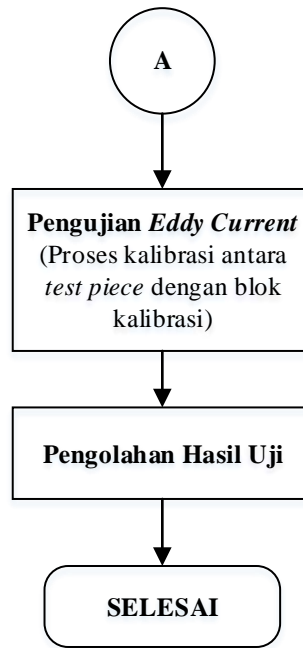 A
Pengujian Eddy Current
(Proses kalibrasi antara
test piece dengan blok
kalibrasi)
Pengolahan Hasil Uji
SELESAI